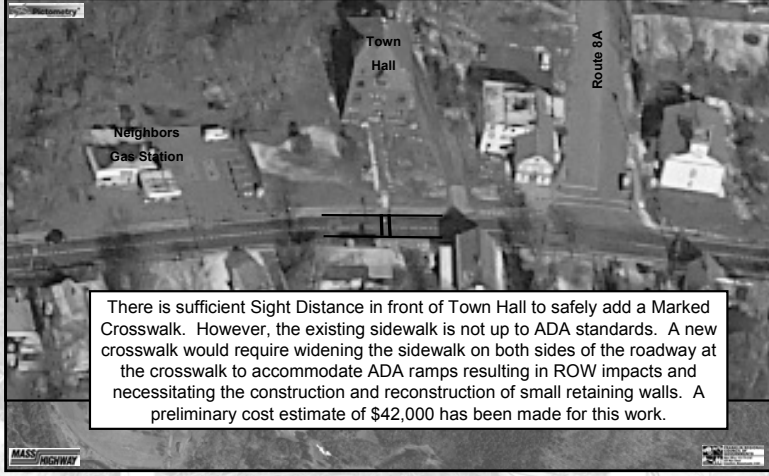 Pictometry
Town
Hall
Route 8A
Neighbors
Gas Station
There is sufficient Sight Distance in front of Town Hall to safely add a Marked
Crosswalk. However, the existing sidewalk is not up to ADA standards. A new
crosswalk would require widening the sidewalk on both sides of the roadway at
the crosswalk to accommodate ADA ramps resulting in ROW impacts and
necessitating the construction and reconstruction of small retaining walls. A
preliminary cost estimate of $42,000 has been made for this work.
MASS
HIGHWAY